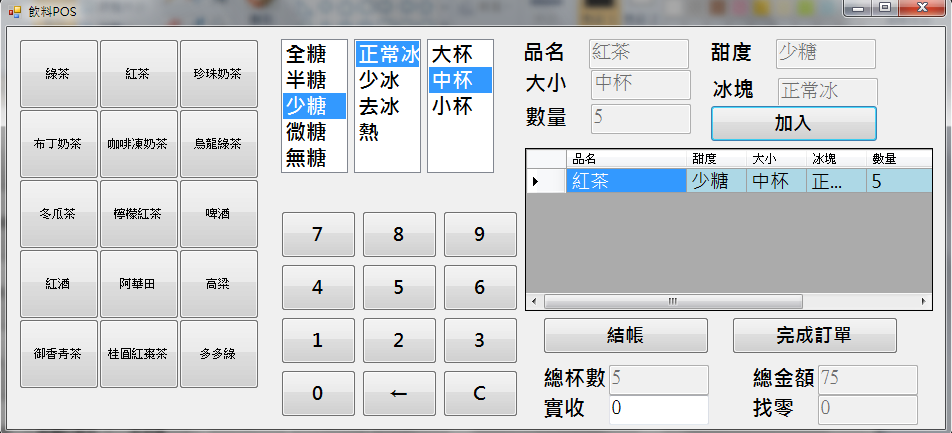 飲料POS
綠茶 紅茶 珍珠奶茶
布丁奶茶 咖啡凍奶茶 烏龍綠茶
冬瓜茶 檸檬紅茶 啤酒
紅酒 阿華田 高梁
御香青茶 桂圓紅棗茶 多多綠
全糖
半糖
少糖
微糖
無糖
正常冰
少冰
去冰
熱
大杯
中杯
小杯
7 8 9
4 5 6
1 2 3
0 ← C
品名 紅茶 甜度 少糖
大小 中杯 冰塊 正常冰
數量 5 加入
品名 甜度 大小 冰塊 數量
紅茶 少糖 中杯 正... 5
結帳 完成訂單
總杯數 5 總金額 75
實收 0 找零 0